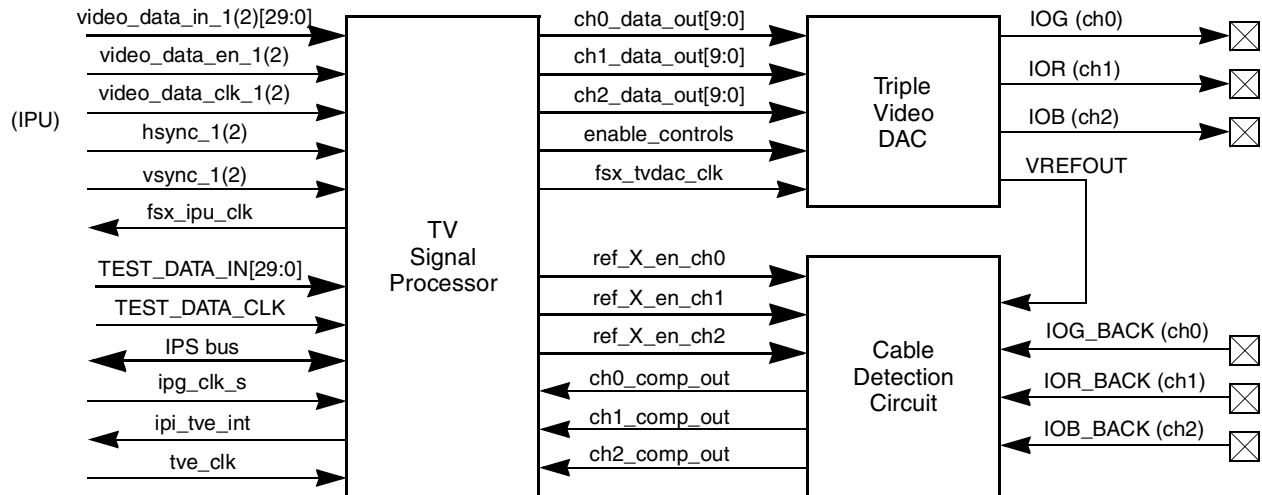 video_data_in_1(2)[29:0]
video_data_en_1(2)
video_data_clk_1(2)
(IPU)
hsync_1(2)
vsync_1(2)
fsx_ipu_clk
TEST_DATA_IN[29:0]
TEST_DATA_CLK
IPS bus
ipg_clk_s
ipi_tve_int
tve_clk
TV
Signal
Processor
ch0_data_out[9:0]
ch1_data_out[9:0]
ch2_data_out[9:0]
enable_controls
fsx_tvdac_clk
ref_X_en_ch0
ref_X_en_ch1
ref_X_en_ch2
ch0_comp_out
ch1_comp_out
ch2_comp_out
Triple
Video
DAC
IOG (ch0)
IOR (ch1)
IOB (ch2)
VREFOUT
Cable
Detection
Circuit
IOG_BACK (ch0)
IOR_BACK (ch1)
IOB_BACK (ch2)